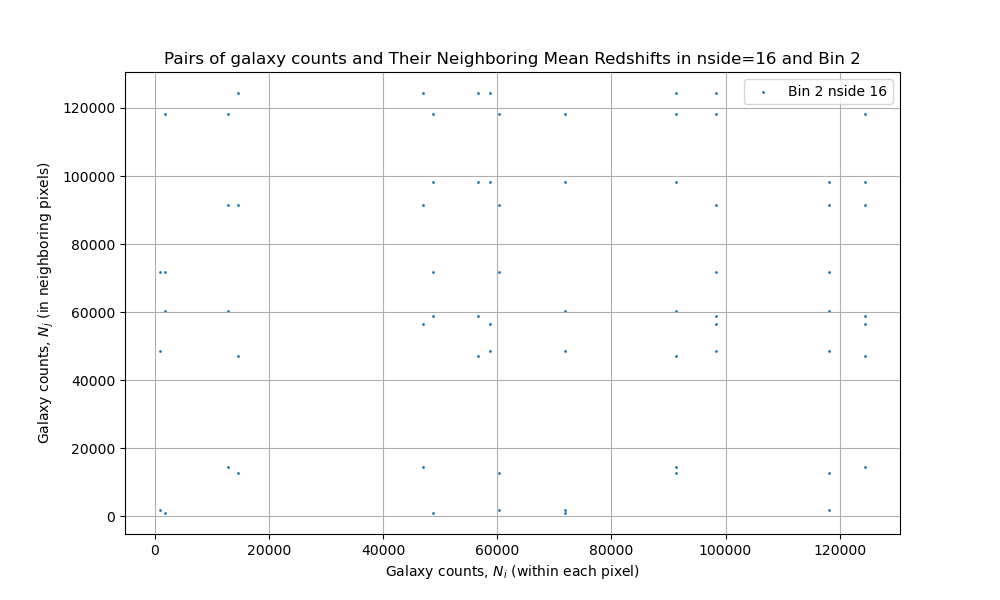 Pairs of galaxy counts and Their Neighboring Mean Redshifts in nside=16 and Bin 2
Bin 2 nside 16
120000
100000
80000
60000
40000
20000
0
Galaxy counts, N_j (in neighboring pixels)
0 20000 40000 60000 80000 100000 120000
Galaxy counts, N_i (within each pixel)